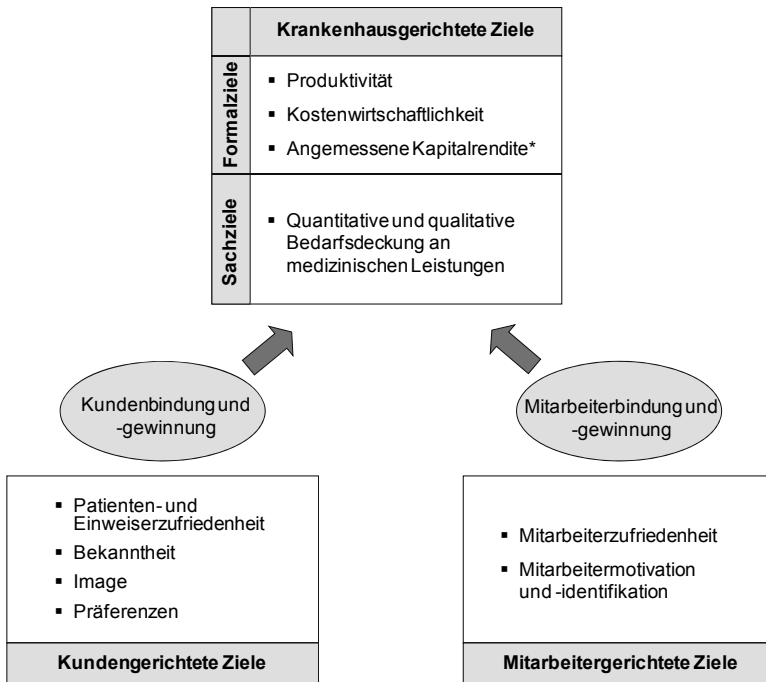 Krankenhausgerichtete Ziele
Formalziele
▪ Produktivität
▪ Kostenwirtschaftlichkeit
▪ Angemessene Kapitalrendite*
Sachziele
▪ Quantitative und qualitative
Bedarfsdeckung an
medizinischen Leistungen
Kundenbindung und
-gewinnung
Mitarbeiterbindung und
-gewinnung
▪ Patienten- und
Einweiserzufriedenheit
▪ Bekanntheit
▪ Image
▪ Präferenzen
Kundengerichtete Ziele
▪ Mitarbeiterzufriedenheit
▪ Mitarbeitermotivation
und -identifikation
Mitarbeitergerichtete Ziele